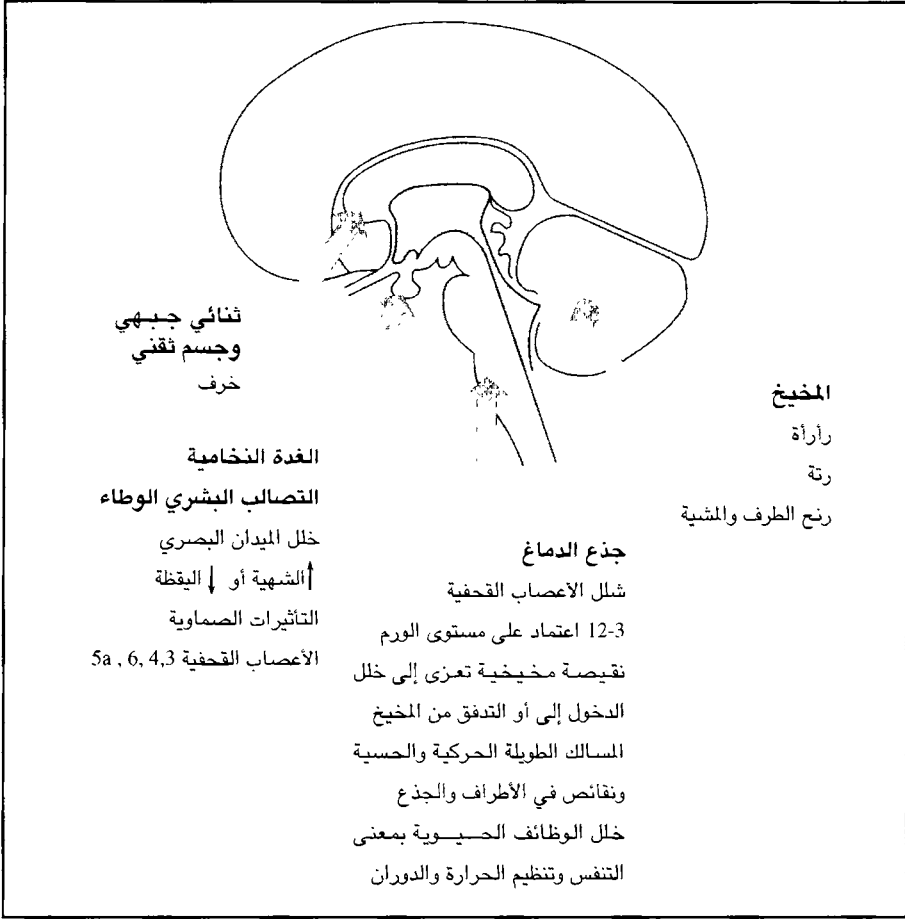 ثنائي جبهي
وجسم ثقني
خرف
الغدة النخامية
التصالب البشري الوطاء
خلل الميدان البصري
↑الشهية أو ↓ اليقظة
التأثيرات الصماوية
الأعصاب القحفية 4,3 ,6 , 5a
المخيخ
رأرأة
رتة
رنح الطرف والمشية
جذع الدماغ
شلل الأعصاب القحفية
12-3 اعتماد على مستوى الورم
نقيصة مخيخية تعزى إلى خلل
الدخول إلى أو التدفق من المخيخ
المسالك الطويلة الحركية والحسية
ونقائص في الأطراف والجذع
خلل الوظائف الحيوية بمعنى
التنفس وتنظيم الحرارة والدوران